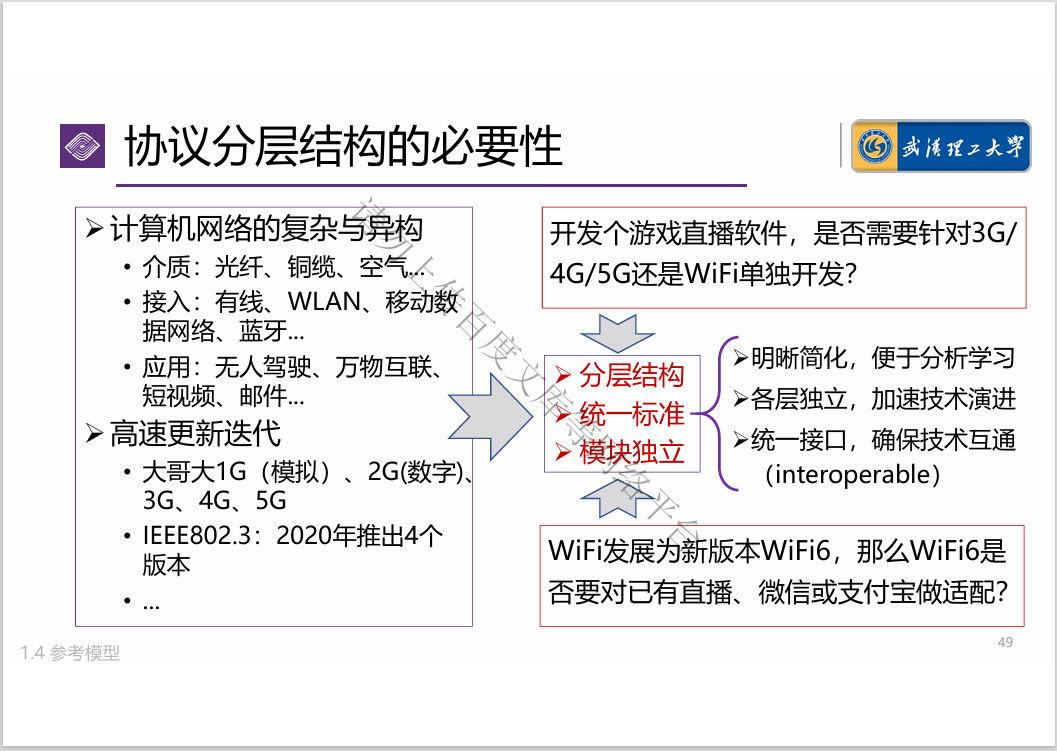 协议分层结构的必要性
武汉理工大学
➢计算机网络的复杂与异构
• 介质：光纤、铜缆、空气...
• 接入：有线、WLAN、移动数
据网络、蓝牙...
• 应用：无人驾驶、万物互联、
短视频、邮件...
➢高速更新迭代
• 大哥大1G（模拟）、2G(数字)、
3G、4G、5G
• IEEE802.3：2020年推出4个
版本
• ...
开发个游戏直播软件，是否需要针对3G/
4G/5G还是WiFi单独开发？
➢分层结构
➢统一标准
➢模块独立
➢明晰简化，便于分析学习
➢各层独立，加速技术演进
➢统一接口，确保技术互通
（interoperable）
WiFi发展为新版本WiFi6，那么WiFi6是
否要对已有直播、微信或支付宝做适配？
请勿上传百度文库等网络平台
1.4 参考模型
49